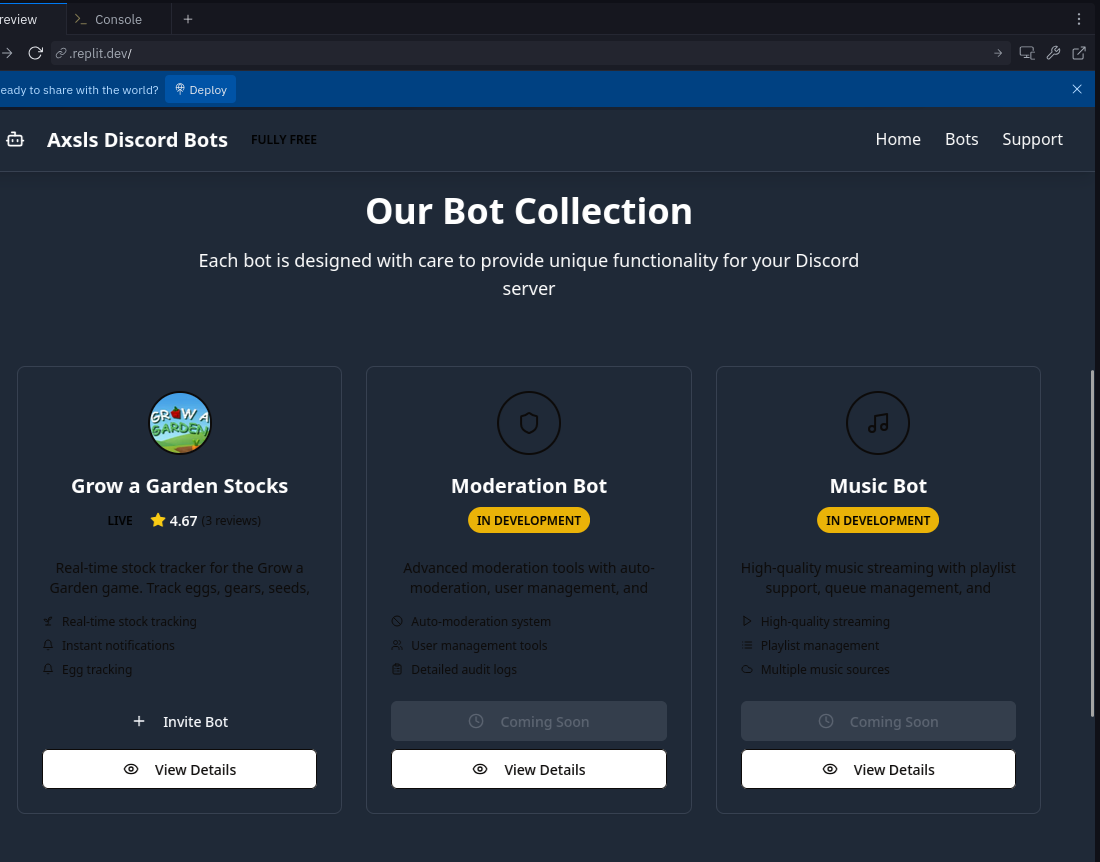 review
Console
.replit.dev/
eady to share with the world?
Deploy
Axsls Discord Bots
FULLY FREE
Home
Bots
Support
Our Bot Collection
Each bot is designed with care to provide unique functionality for your Discord
server
GROW A
GARDEN
Grow a Garden Stocks
LIVE
4.67 (3 reviews)
Real-time stock tracker for the Grow a
Garden game. Track eggs, gears, seeds,
Real-time stock tracking
Instant notifications
Egg tracking
Invite Bot
View Details
Moderation Bot
IN DEVELOPMENT
Advanced moderation tools with auto-
moderation, user management, and
Auto-moderation system
User management tools
Detailed audit logs
Coming Soon
View Details
Music Bot
IN DEVELOPMENT
High-quality music streaming with playlist
support, queue management, and
High-quality streaming
Playlist management
Multiple music sources
Coming Soon
View Details